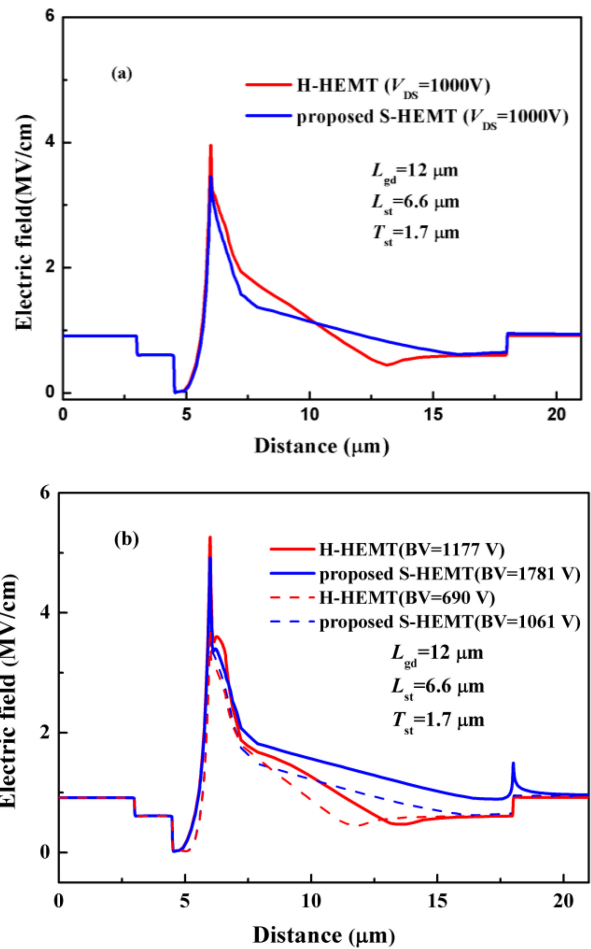 6
4
2
0
Electric field(MV/cm)
(a)
H-HEMT (VDS=1000V)
proposed S-HEMT (VDS=1000V)
Lgd=12 μm
Lst=6.6 μm
Tst=1.7 μm
0 5 10 15 20
Distance (μm)
6
4
2
0
Electric field (MV/cm)
(b)
H-HEMT(BV=1177 V)
proposed S-HEMT(BV=1781 V)
H-HEMT(BV=690 V)
proposed S-HEMT(BV=1061 V)
Lgd=12 μm
Lst=6.6 μm
Tst=1.7 μm
0 5 10 15 20
Distance (μm)